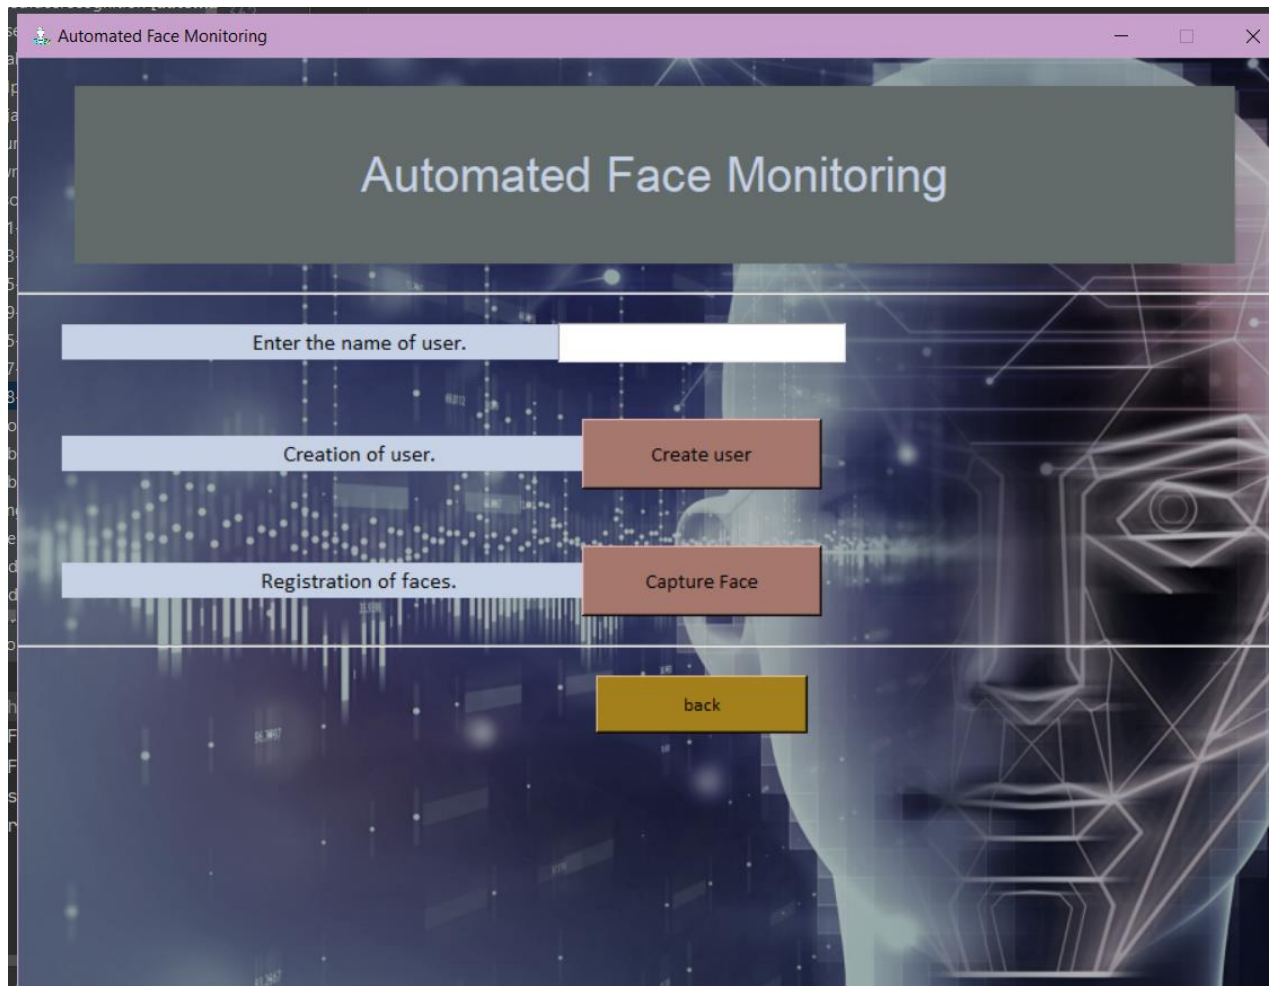 Automated Face Monitoring
Automated Face Monitoring
Enter the name of user.
Creation of user.
Create user
Registration of faces.
Capture Face
back